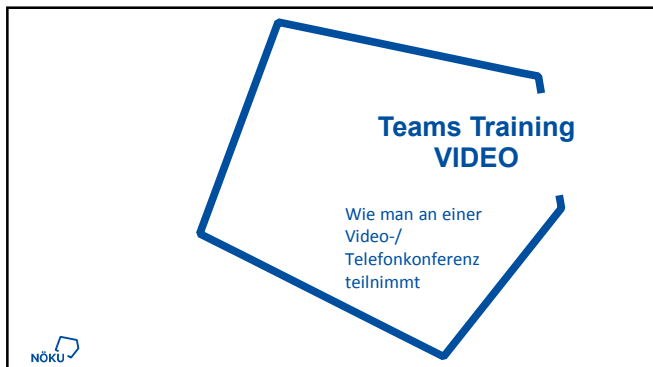 Teams Training
VIDEO
Wie man an einer
Video-/
Telefonkonferenz
teilnimmt
NÖKU